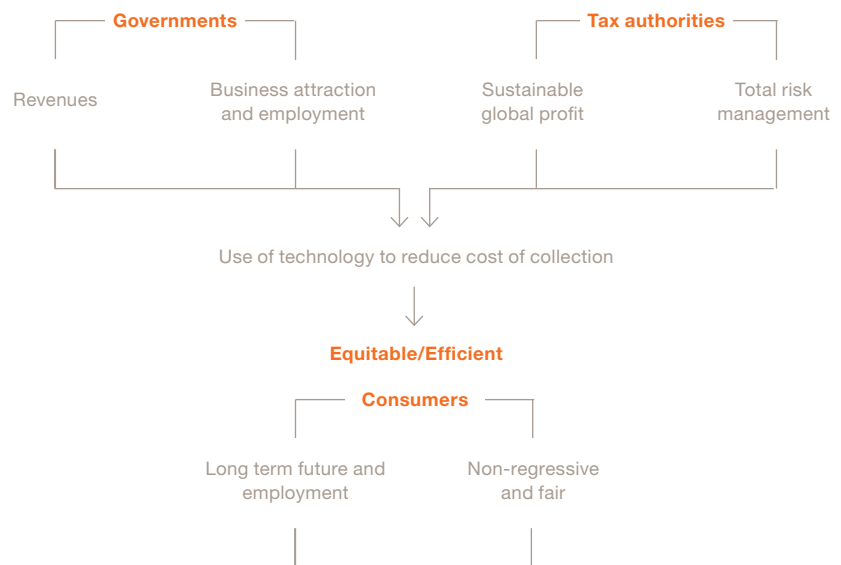 Governments
Tax authorities
Revenues
Business attraction
and employment
Sustainable
global profit
Total risk
management
Use of technology to reduce cost of collection
Equitable/Efficient
Consumers
Long term future and
employment
Non-regressive
and fair